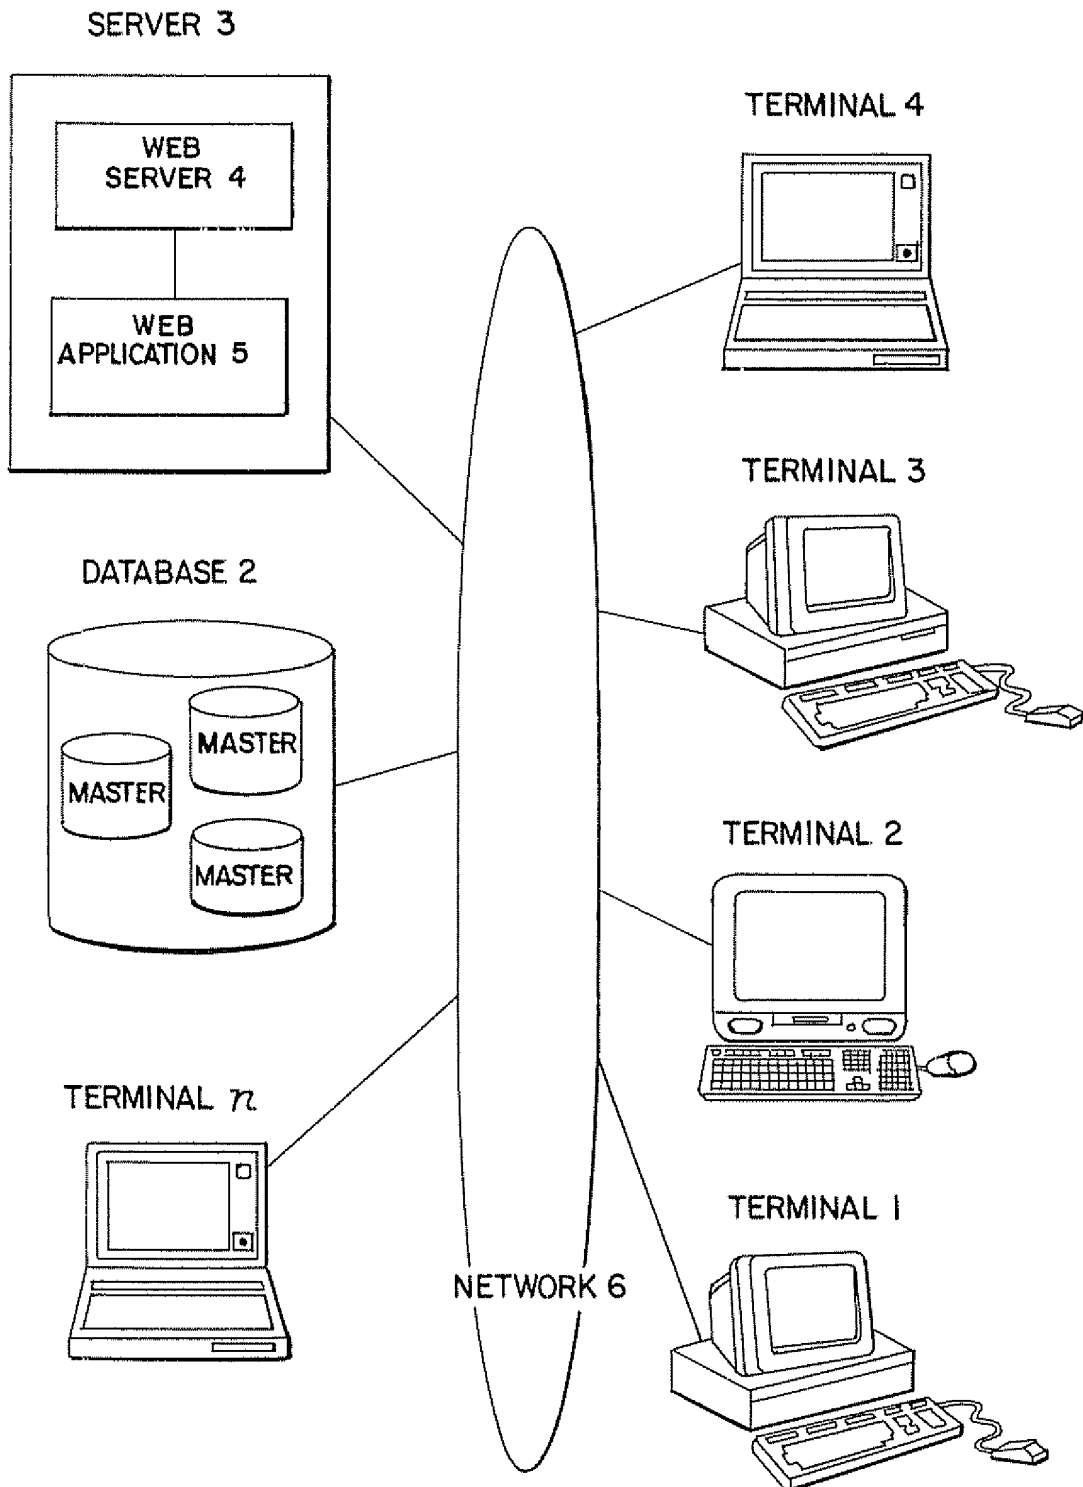 SERVER 3
WEB
SERVER 4
WEB
APPLICATION 5
DATABASE 2
MASTER
MASTER
MASTER
TERMINAL n
NETWORK 6
TERMINAL 4
TERMINAL 3
TERMINAL 2
TERMINAL 1